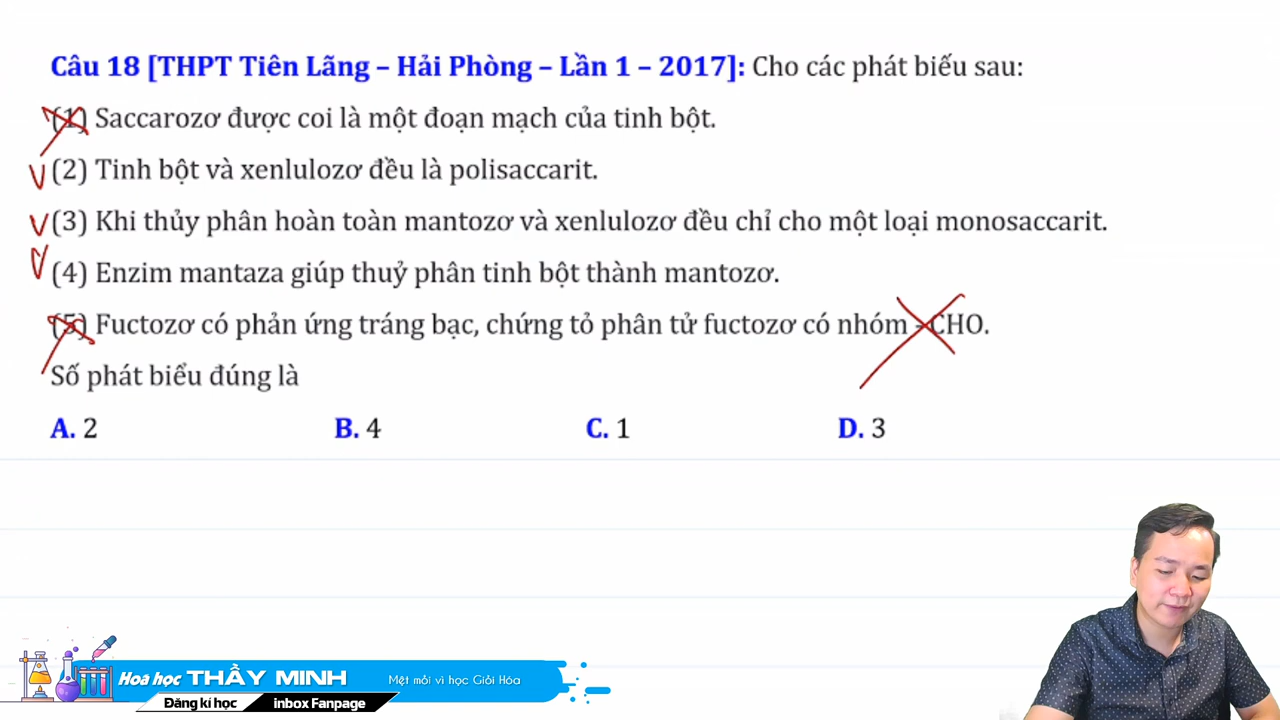 Câu 18 [THPT Tiên Lãng – Hải Phòng – Lần 1 – 2017]: Cho các phát biểu sau:
(1) Saccarozơ được coi là một đoạn mạch của tinh bột.
(2) Tinh bột và xenlulozơ đều là polisaccarit.
(3) Khi thủy phân hoàn toàn mantozơ và xenlulozơ đều chỉ cho một loại monosaccarit.
(4) Enzim mantaza giúp thuỷ phân tinh bột thành mantozơ.
(5) Fuctozơ có phản ứng tráng bạc, chứng tỏ phân tử fuctozơ có nhóm -CHO.
Số phát biểu đúng là
A. 2 B. 4 C. 1 D. 3
Hoá học THẦY MINH Mệt mỏi vì học Giỏi Hóa
Đăng kí học inbox Fanpage